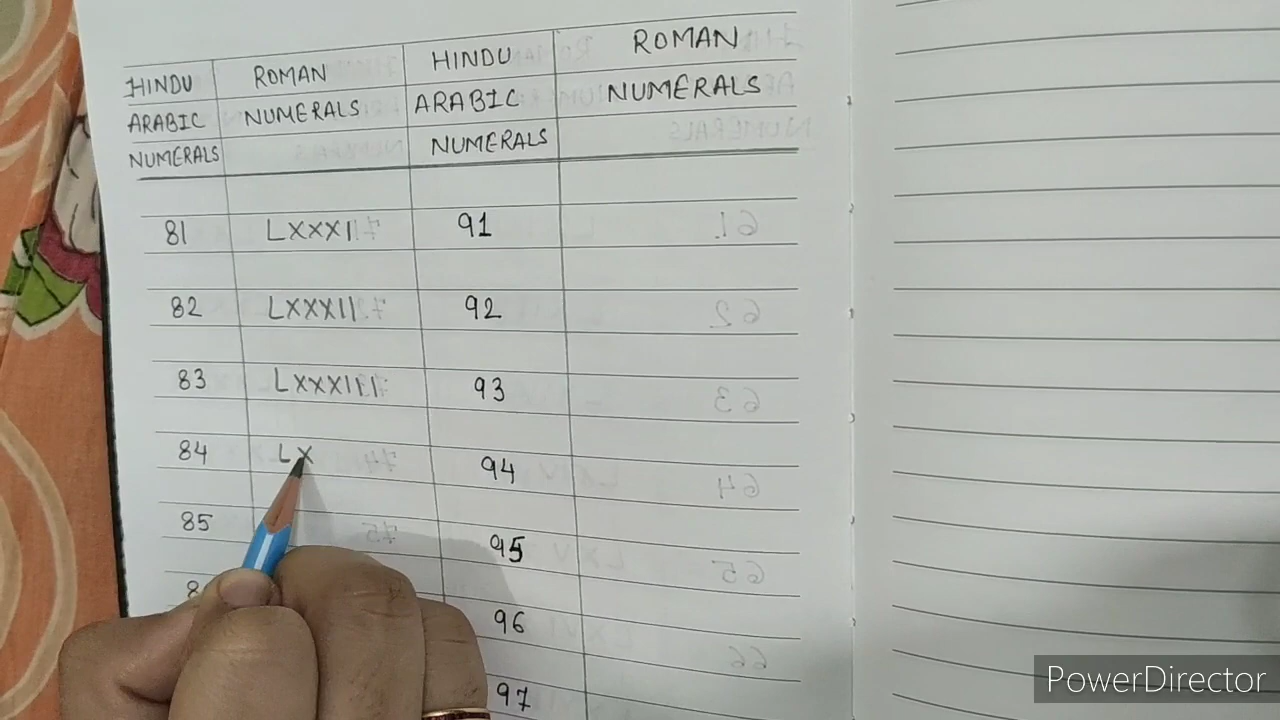 HINDU ROMAN HINDU ROMAN
ARABIC NUMERALS ARABIC NUMERALS
NUMERALS NUMERALS
81 LXXXI 91
82 LXXXII 92
83 LXXXIII 93
84 LX 94
85 95
96
97
PowerDirector